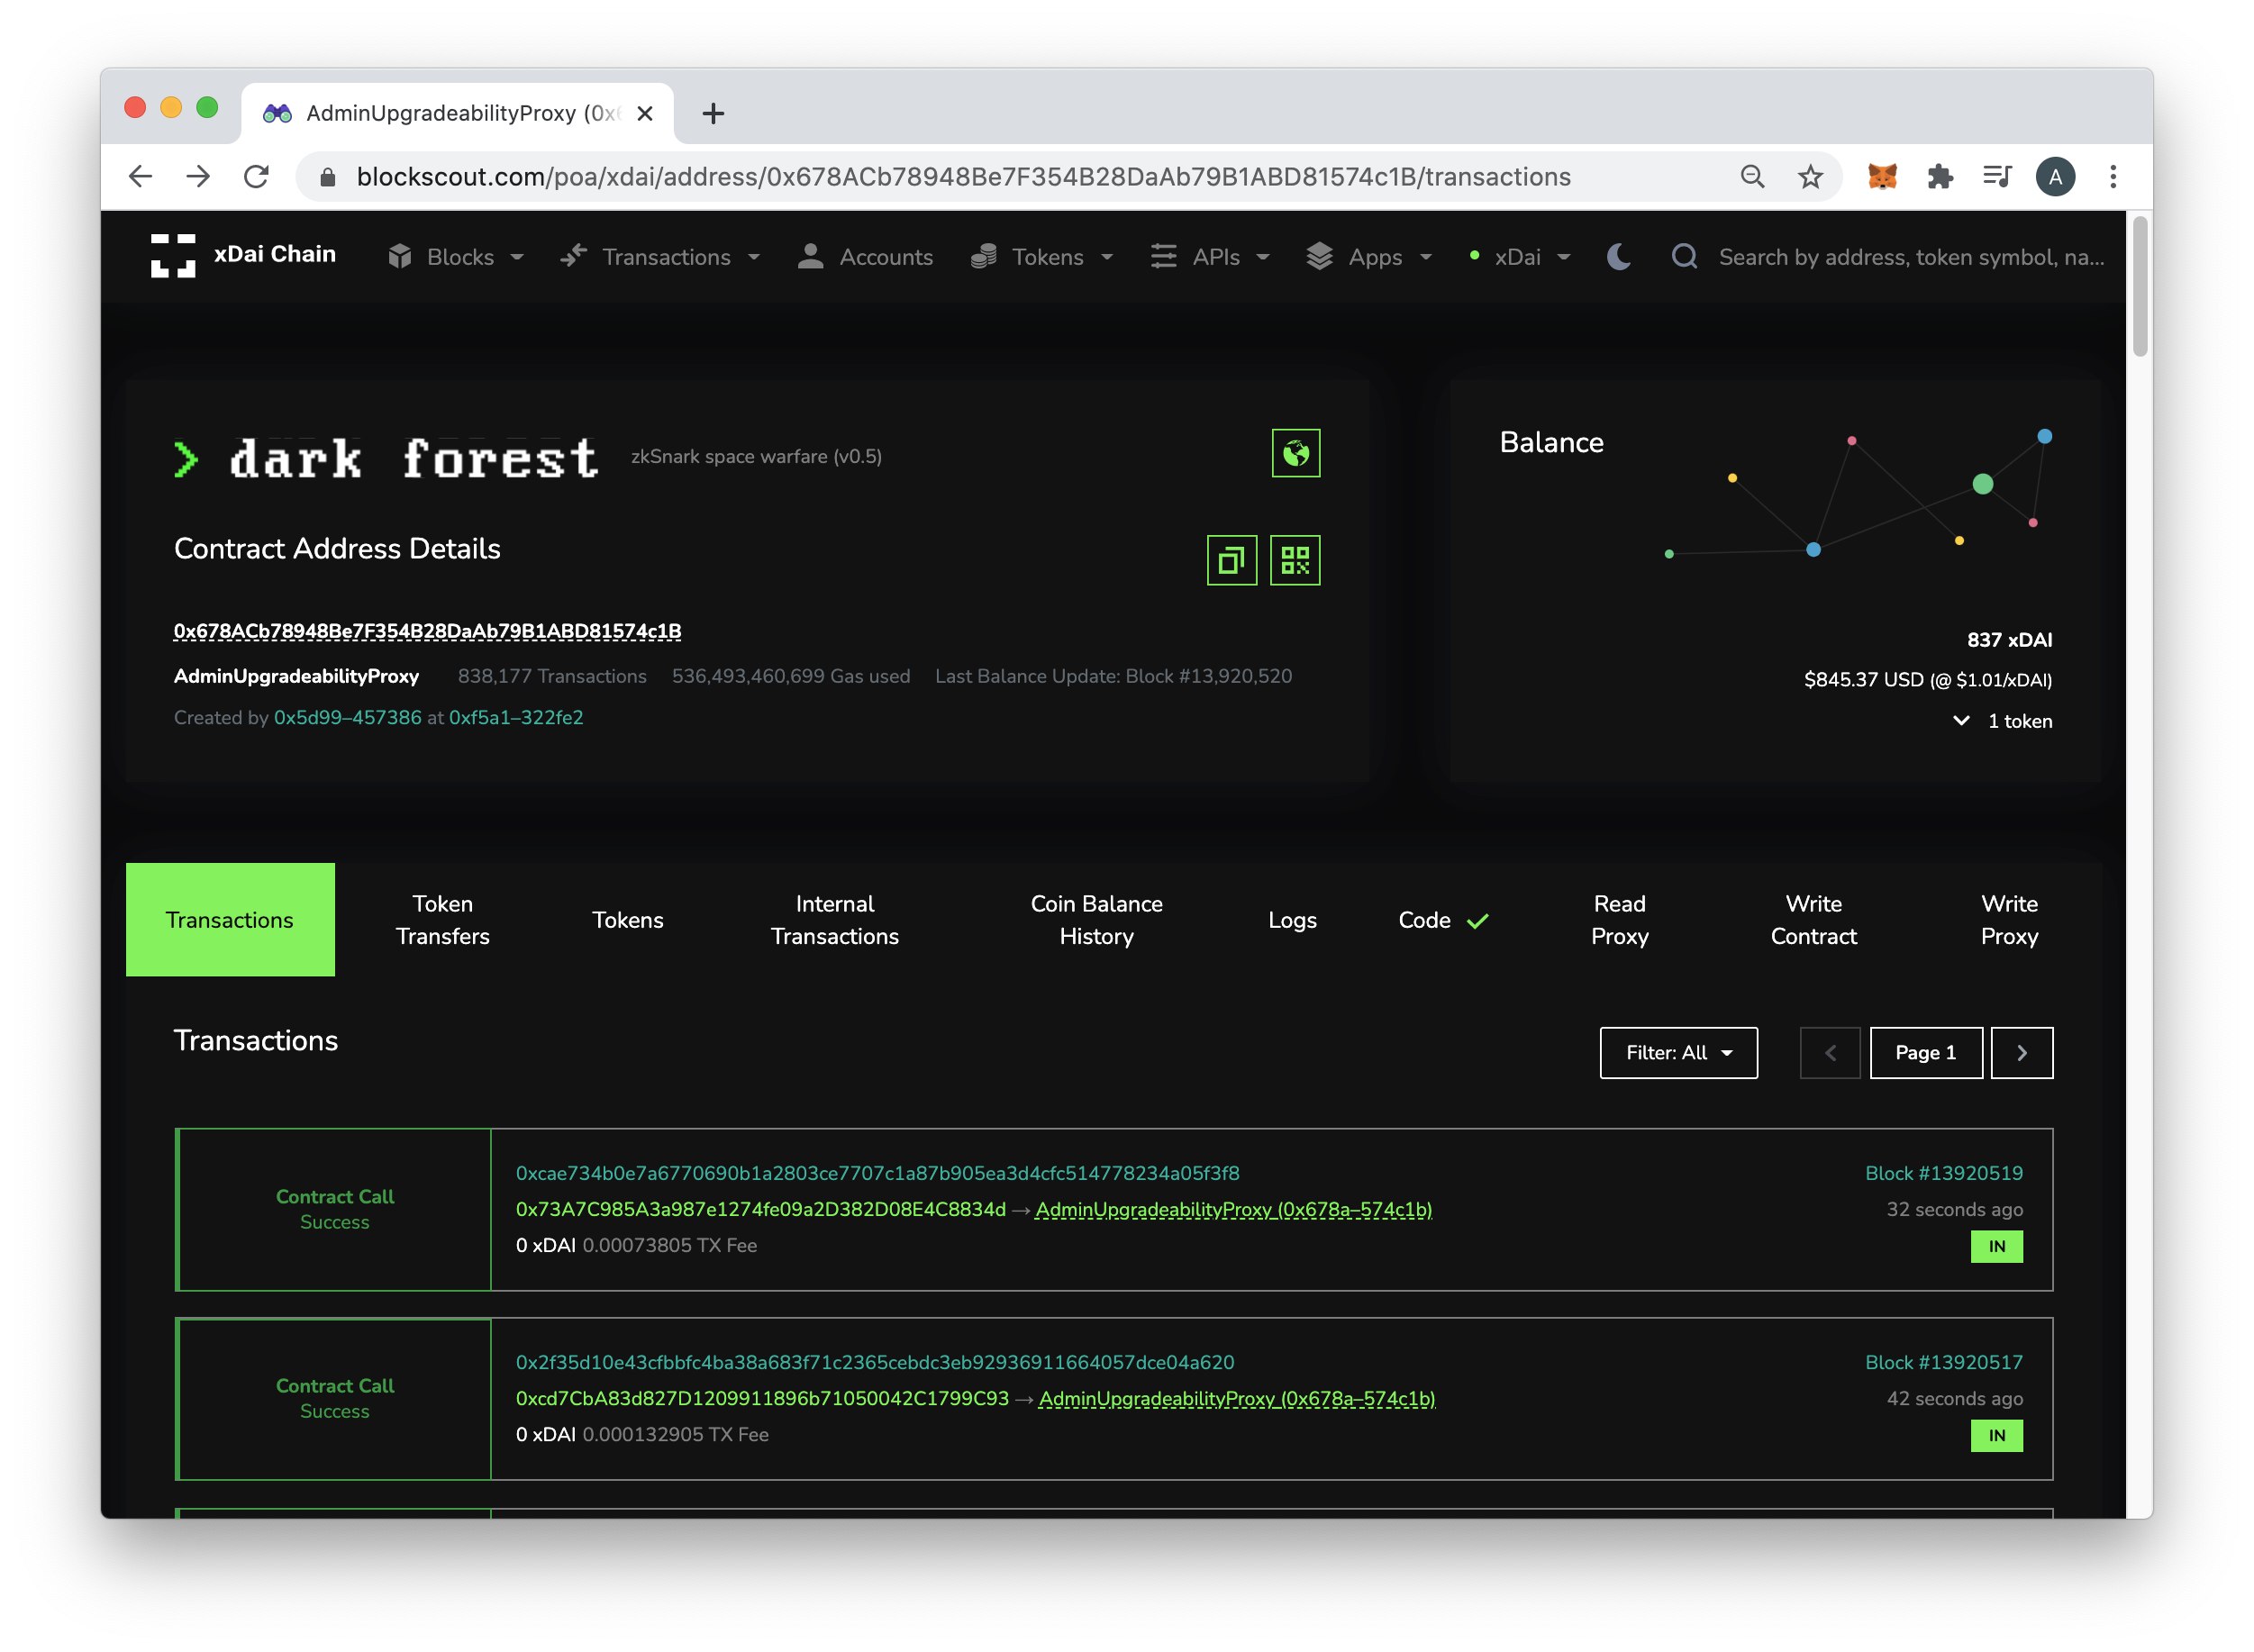 AdminUpgradeabilityProxy (0x6
blockscout.com/poa/xdai/address/0x678ACb78948Be7F354B28DaAb79B1ABD81574c1B/transactions
A
xDai Chain
Blocks
Transactions
Accounts
Tokens
APIs
Apps
xDai
Search by address, token symbol, na...
> dark forest
zkSnark space warfare (v0.5)
Contract Address Details
0x678ACb78948Be7F354B28DaAb79B1ABD81574c1B
AdminUpgradeabilityProxy 838,177 Transactions 536,493,460,699 Gas used Last Balance Update: Block #13,920,520
Created by 0x5d99–457386 at 0xf5a1–322fe2
Balance
837 xDAI
$845.37 USD (@ $1.01/xDAI)
1 token
Transactions
Token
Transfers
Tokens
Internal
Transactions
Coin Balance
History
Logs
Code
Read
Proxy
Write
Contract
Write
Proxy
Transactions
Filter: All
Page 1
Contract Call
Success
0xcae734b0e7a6770690b1a2803ce7707c1a87b905ea3d4cfc514778234a05f3f8
0x73A7C985A3a987e1274fe09a2D382D08E4C8834d → AdminUpgradeabilityProxy (0x678a–574c1b)
0 xDAI 0.00073805 TX Fee
Block #13920519
32 seconds ago
IN
Contract Call
Success
0x2f35d10e43cfbbfc4ba38a683f71c2365cebdc3eb92936911664057dce04a620
0xcd7CbA83d827D1209911896b71050042C1799C93 → AdminUpgradeabilityProxy (0x678a–574c1b)
0 xDAI 0.000132905 TX Fee
Block #13920517
42 seconds ago
IN